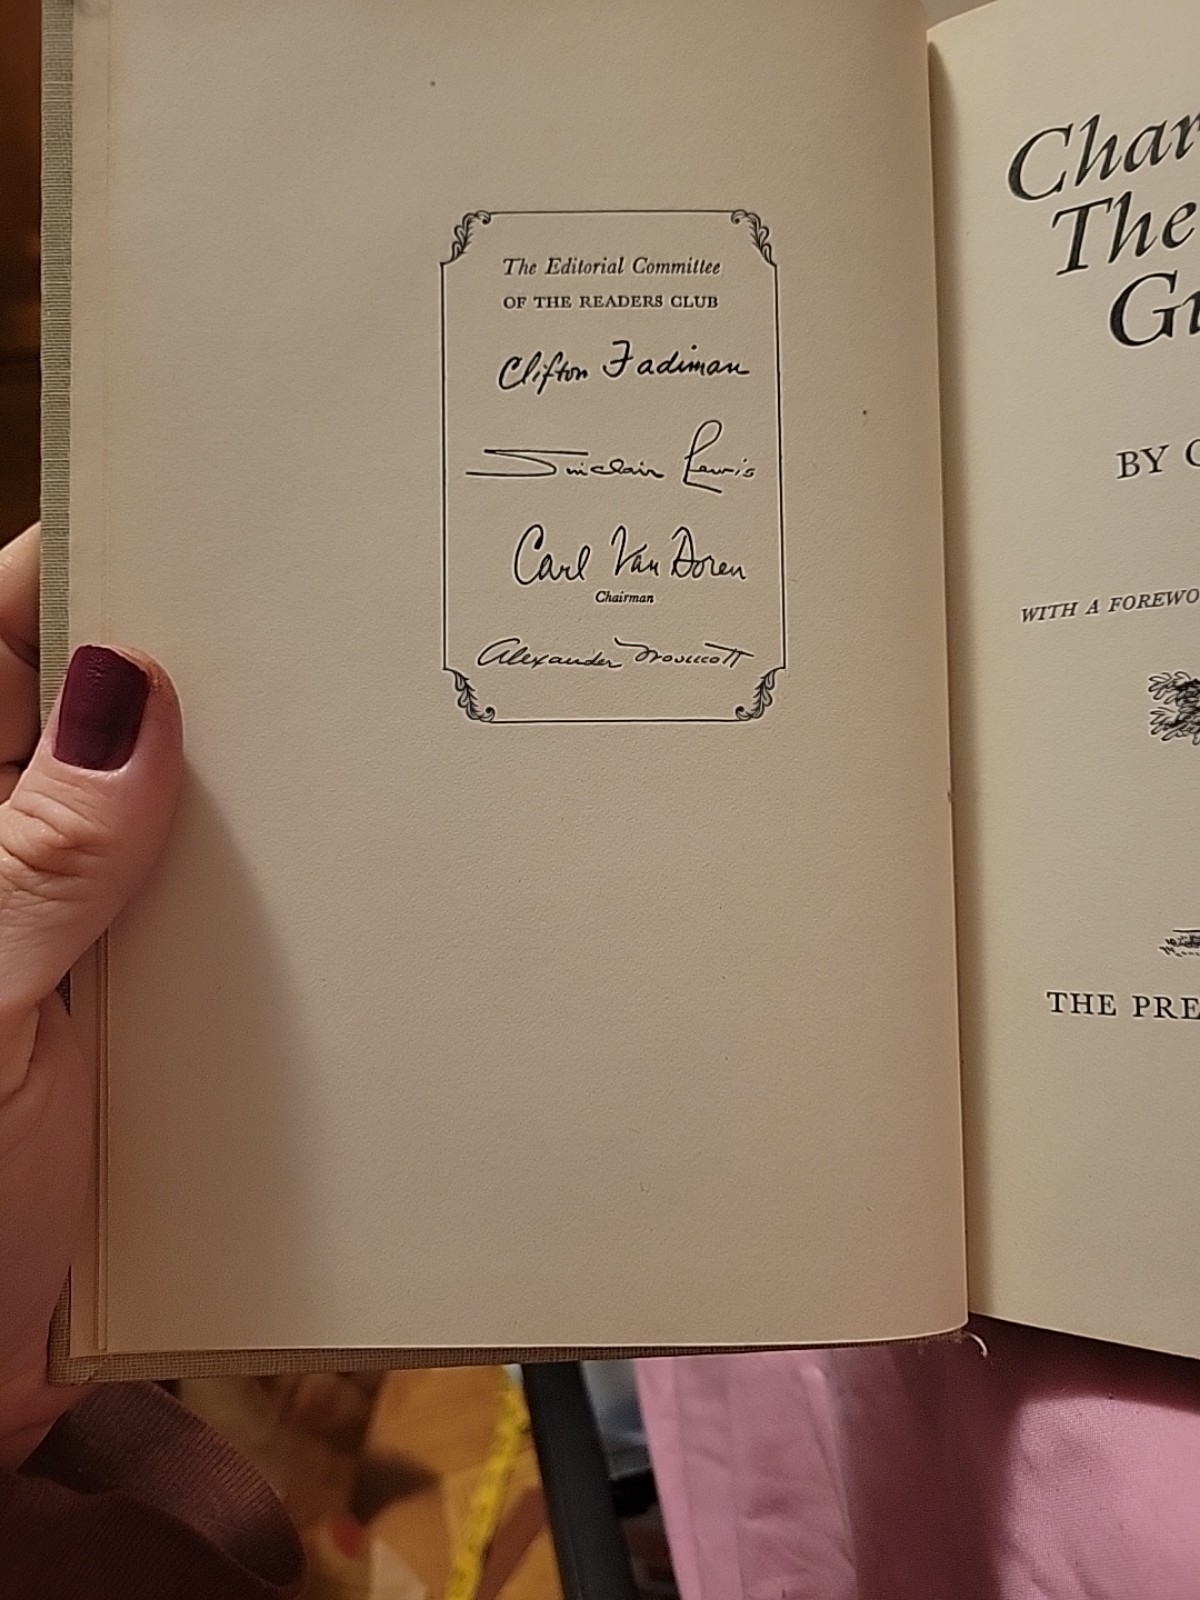 The Editorial Committee
OF THE READERS CLUB
Clifton Fadiman
Sinclair Lewis
Carl Van Doren
Chairman
Alexander Woollcott
Char
The
G
BY
WITH A FOREWO
THE PRE